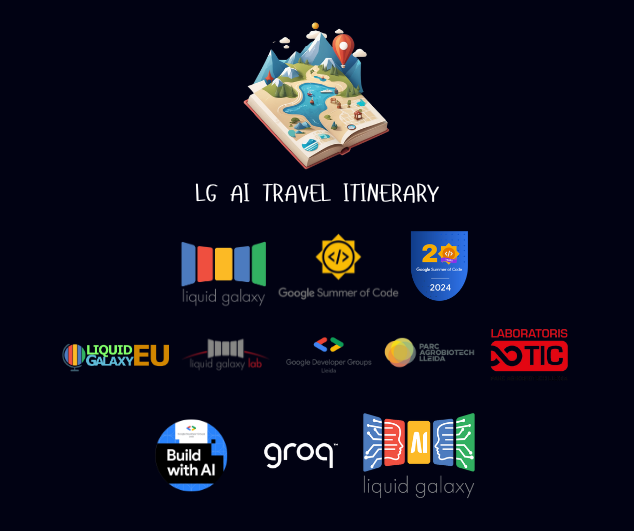 LG AI TRAVEL ITINERARY
liquid galaxy
Google Summer of Code
20
Google Summer of Code
2024
LIQUID
GALAXY EU
liquid galaxy lab
Google Developer Groups
Lleida
PARC
AGROBIOTECH
LLEIDA
LABORATORIS
TIC
Build
with AI
groq™
AI
liquid galaxy